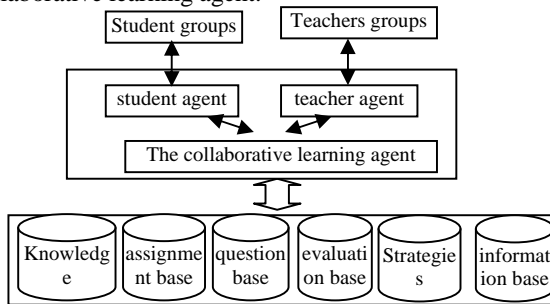 laborative learning agent.
Student groups
Teachers groups
student agent
teacher agent
The collaborative learning agent
Knowledg
e
assignme
nt base
question
base
evaluati
on base
Strategie
s
informat
ion base